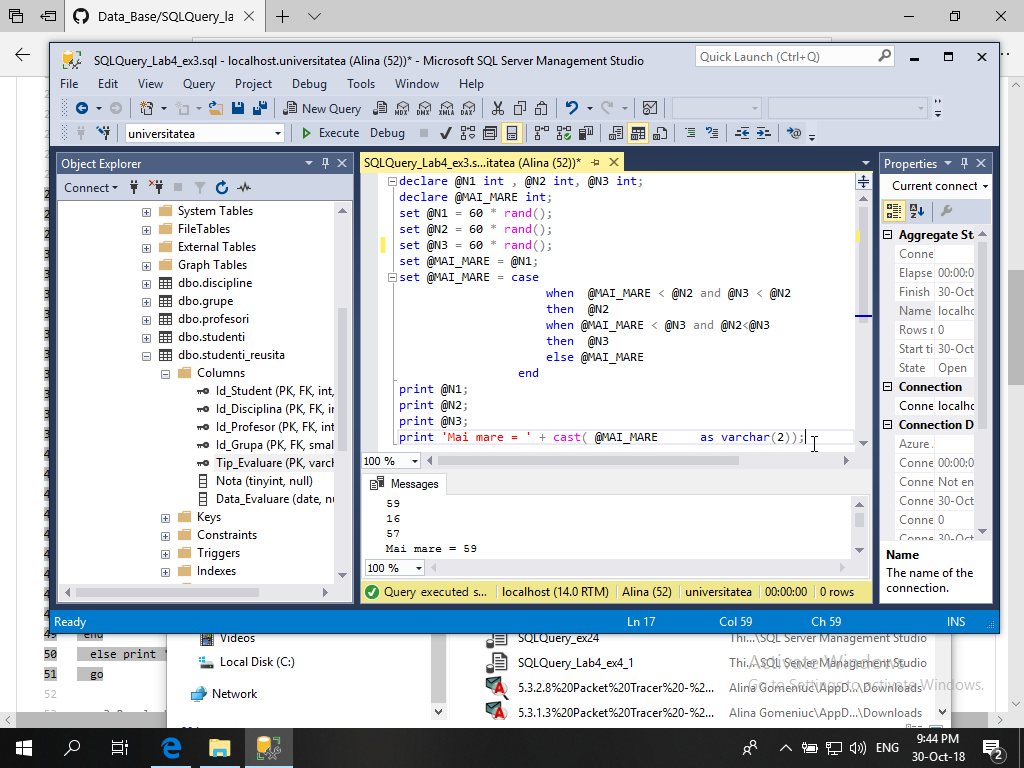 Data_Base/SQLQuery_la
SQLQuery_Lab4_ex3.sql - localhost.universitatea (Alina (52))* - Microsoft SQL Server Management Studio
Quick Launch (Ctrl+Q)
File Edit View Query Project Debug Tools Window Help
New Query
MDX DMX XMLA DAX
universitatea Execute Debug
Object Explorer
Connect
System Tables
FileTables
External Tables
Graph Tables
dbo.discipline
dbo.grupe
dbo.profesori
dbo.studenti
dbo.studenti_reusita
Columns
Id_Student (PK, FK, int,
Id_Disciplina (PK, FK, ir
Id_Profesor (PK, FK, int
Id_Grupa (PK, FK, smal
Tip_Evaluare (PK, varch
Nota (tinyint, null)
Data_Evaluare (date, nu
Keys
Constraints
Triggers
Indexes
SQLQuery_Lab4_ex3.s...itatea (Alina (52))*
declare @N1 int , @N2 int, @N3 int;
declare @MAI_MARE int;
set @N1 = 60 * rand();
set @N2 = 60 * rand();
set @N3 = 60 * rand();
set @MAI_MARE = @N1;
set @MAI_MARE = case
when @MAI_MARE < @N2 and @N3 < @N2
then @N2
when @MAI_MARE < @N3 and @N2<@N3
then @N3
else @MAI_MARE
end
print @N1;
print @N2;
print @N3;
print 'Mai mare = ' + cast( @MAI_MARE as varchar(2));
100 %
Messages
59
16
57
Mai mare = 59
100 %
Query executed s... localhost (14.0 RTM) Alina (52) universitatea 00:00:00 0 rows
Properties
Current connect
Aggregate Sta
Conne
Elapse 00:00:0
Finish 30-Oct
Name localho
Rows r 0
Start ti 30-Oct
State Open
Connection
Conne localho
Connection D
Azure .
Conne 00:00:0
Conne Not en
Conne 30-Oct
Conne 0
Conne 30-Oct
Name
The name of the
connection.
Ready Ln 17 Col 59 Ch 59 INS
49 end
50 else print '
51 go
52
Videos
Local Disk (C:)
Network
SQLQuery_ex24 Thi...\SQL Server Management Studio
SQLQuery_Lab4_ex4_1 Thi...\SQL Server Management Studio
5.3.2.8%20Packet%20Tracer%20-%2... Alina Gomeniuc\AppD...\Downloads
5.3.1.3%20Packet%20Tracer%20-%2... Alina Gomeniuc\AppD...\Downloads
Activate Windows
Go to Settings to activate Windows.
ENG
9:44 PM
30-Oct-18
2